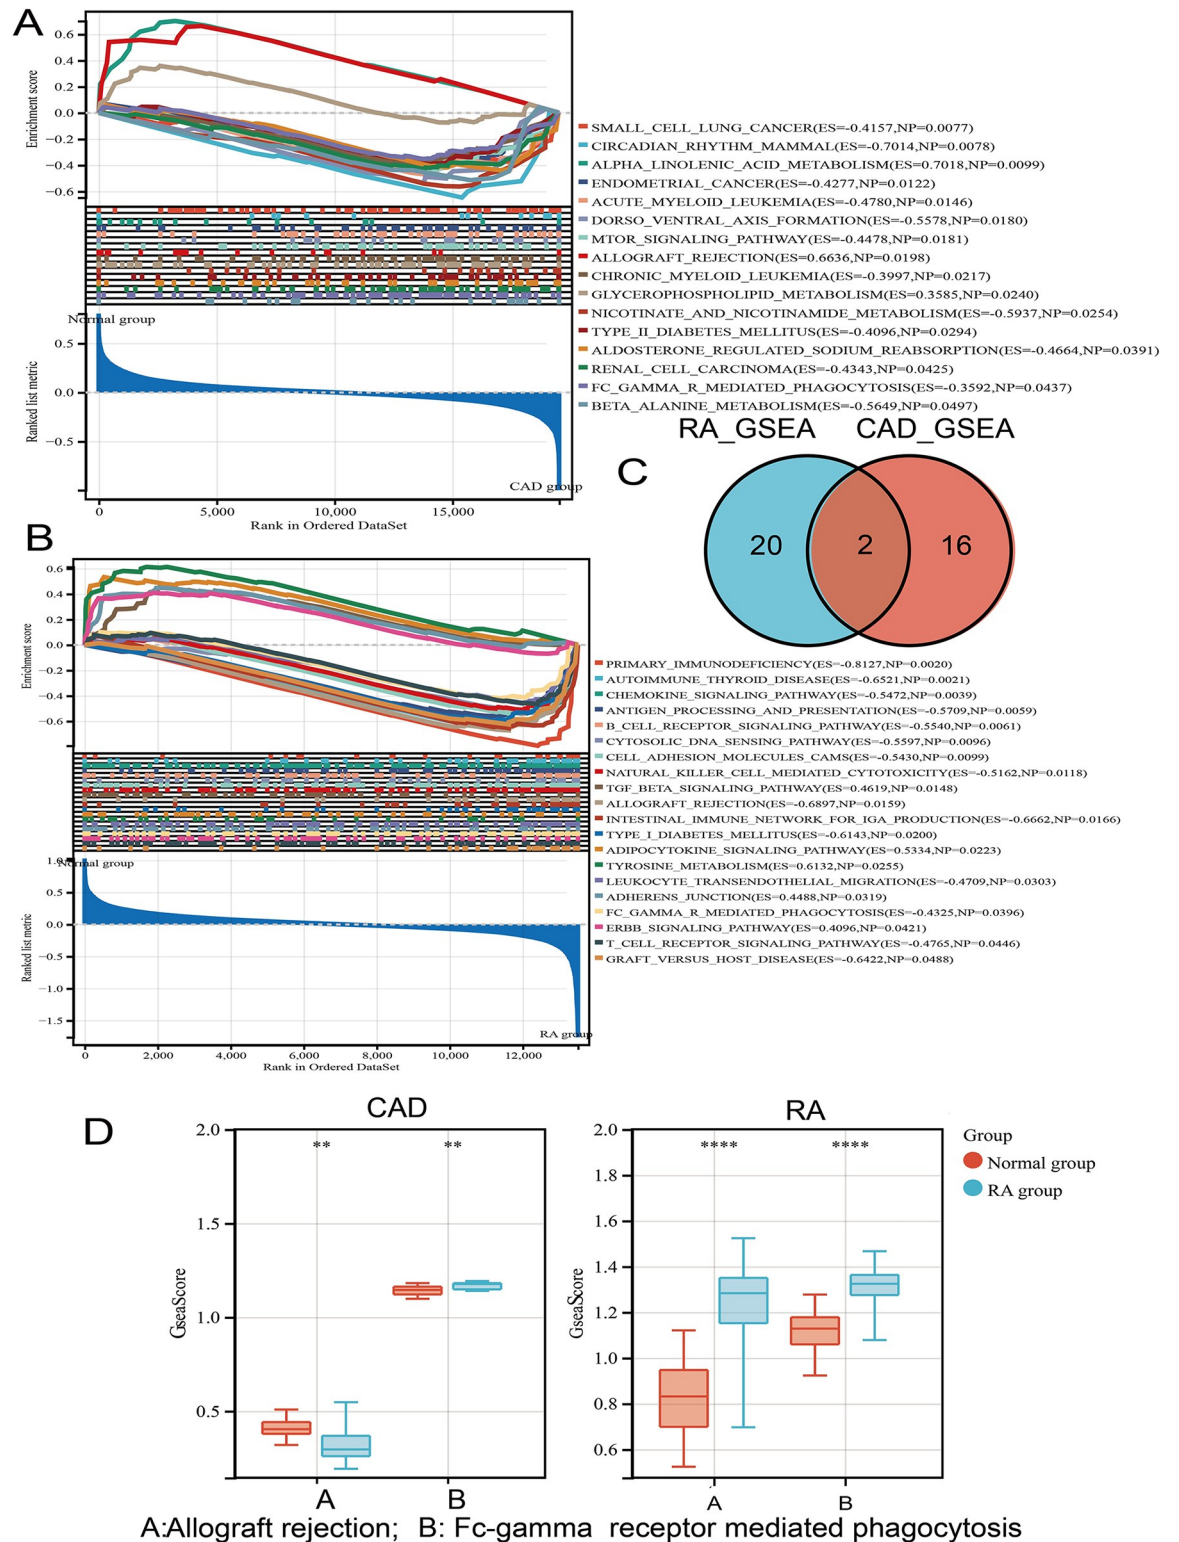 A
0.6
0.4
0.2
0.0
−0.2
−0.4
−0.6
Enrichment score
SMALL_CELL_LUNG_CANCER(ES=-0.4157,NP=0.0077)
CIRCADIAN_RHYTHM_MAMMAL(ES=-0.7014,NP=0.0078)
ALPHA_LINOLENIC_ACID_METABOLISM(ES=0.7018,NP=0.0099)
ENDOMETRIAL_CANCER(ES=-0.4277,NP=0.0122)
ACUTE_MYELOID_LEUKEMIA(ES=-0.4780,NP=0.0146)
DORSO_VENTRAL_AXIS_FORMATION(ES=-0.5578,NP=0.0180)
MTOR_SIGNALING_PATHWAY(ES=-0.4478,NP=0.0181)
ALLOGRAFT_REJECTION(ES=0.6636,NP=0.0198)
CHRONIC_MYELOID_LEUKEMIA(ES=-0.3997,NP=0.0217)
GLYCEROPHOSPHOLIPID_METABOLISM(ES=0.3585,NP=0.0240)
NICOTINATE_AND_NICOTINAMIDE_METABOLISM(ES=-0.5937,NP=0.0254)
TYPE_II_DIABETES_MELLITUS(ES=-0.4096,NP=0.0294)
ALDOSTERONE_REGULATED_SODIUM_REABSORPTION(ES=-0.4664,NP=0.0391)
RENAL_CELL_CARCINOMA(ES=-0.4343,NP=0.0425)
FC_GAMMA_R_MEDIATED_PHAGOCYTOSIS(ES=-0.3592,NP=0.0437)
BETA_ALANINE_METABOLISM(ES=-0.5649,NP=0.0497)
Normal group
0.5
0.0
−0.5
Ranked list metric
CAD group
0 5,000 10,000 15,000
Rank in Ordered DataSet
C
RA_GSEA CAD_GSEA
20 2 16
B
0.6
0.4
0.2
0.0
−0.2
−0.4
−0.6
Enrichment score
PRIMARY_IMMUNODEFICIENCY(ES=-0.8127,NP=0.0020)
AUTOIMMUNE_THYROID_DISEASE(ES=-0.6521,NP=0.0021)
CHEMOKINE_SIGNALING_PATHWAY(ES=-0.5472,NP=0.0039)
ANTIGEN_PROCESSING_AND_PRESENTATION(ES=-0.5709,NP=0.0059)
B_CELL_RECEPTOR_SIGNALING_PATHWAY(ES=-0.5540,NP=0.0061)
CYTOSOLIC_DNA_SENSING_PATHWAY(ES=-0.5597,NP=0.0096)
CELL_ADHESION_MOLECULES_CAMS(ES=-0.5430,NP=0.0099)
NATURAL_KILLER_CELL_MEDIATED_CYTOTOXICITY(ES=-0.5162,NP=0.0118)
TGF_BETA_SIGNALING_PATHWAY(ES=0.4619,NP=0.0148)
ALLOGRAFT_REJECTION(ES=-0.6897,NP=0.0159)
INTESTINAL_IMMUNE_NETWORK_FOR_IGA_PRODUCTION(ES=-0.6662,NP=0.0166)
TYPE_I_DIABETES_MELLITUS(ES=-0.6143,NP=0.0200)
ADIPOCYTOKINE_SIGNALING_PATHWAY(ES=0.5334,NP=0.0223)
TYROSINE_METABOLISM(ES=0.6132,NP=0.0255)
LEUKOCYTE_TRANSENDOTHELIAL_MIGRATION(ES=-0.4709,NP=0.0303)
ADHERENS_JUNCTION(ES=0.4488,NP=0.0319)
FC_GAMMA_R_MEDIATED_PHAGOCYTOSIS(ES=-0.4325,NP=0.0396)
ERBB_SIGNALING_PATHWAY(ES=0.4096,NP=0.0421)
T_CELL_RECEPTOR_SIGNALING_PATHWAY(ES=-0.4765,NP=0.0446)
GRAFT_VERSUS_HOST_DISEASE(ES=-0.6422,NP=0.0488)
Normal group
1.0
0.5
0.0
−0.5
−1.0
−1.5
Ranked list metric
RA group
0 2,000 4,000 6,000 8,000 10,000 12,000
Rank in Ordered DataSet
D
CAD
2.0
1.5
1.0
0.5
GseaScore
** **
A B
RA
2.0
1.8
1.6
1.4
1.2
1.0
0.8
0.6
GseaScore
**** ****
A B
Group
Normal group
RA group
A:Allograft rejection; B: Fc-gamma receptor mediated phagocytosis